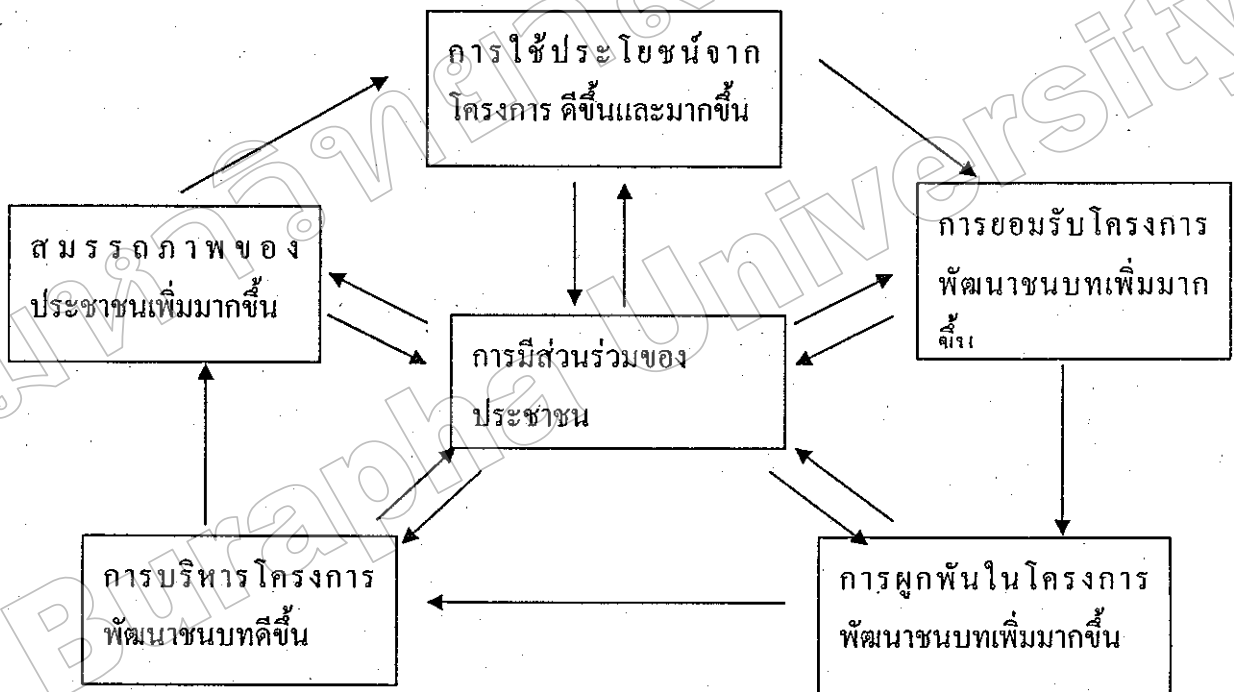 การใช้ประโยชน์จาก
โครงการ ดีขึ้นและมากขึ้น
สมรรถภาพของ
ประชาชนเพิ่มมากขึ้น
การยอมรับโครงการ
พัฒนาชนบทเพิ่มมาก
ขึ้น
การมีส่วนร่วมของ
ประชาชน
การบริหารโครงการ
พัฒนาชนบทดีขึ้น
การผูกพันในโครงการ
พัฒนาชนบทเพิ่มมากขึ้น
Burapha University